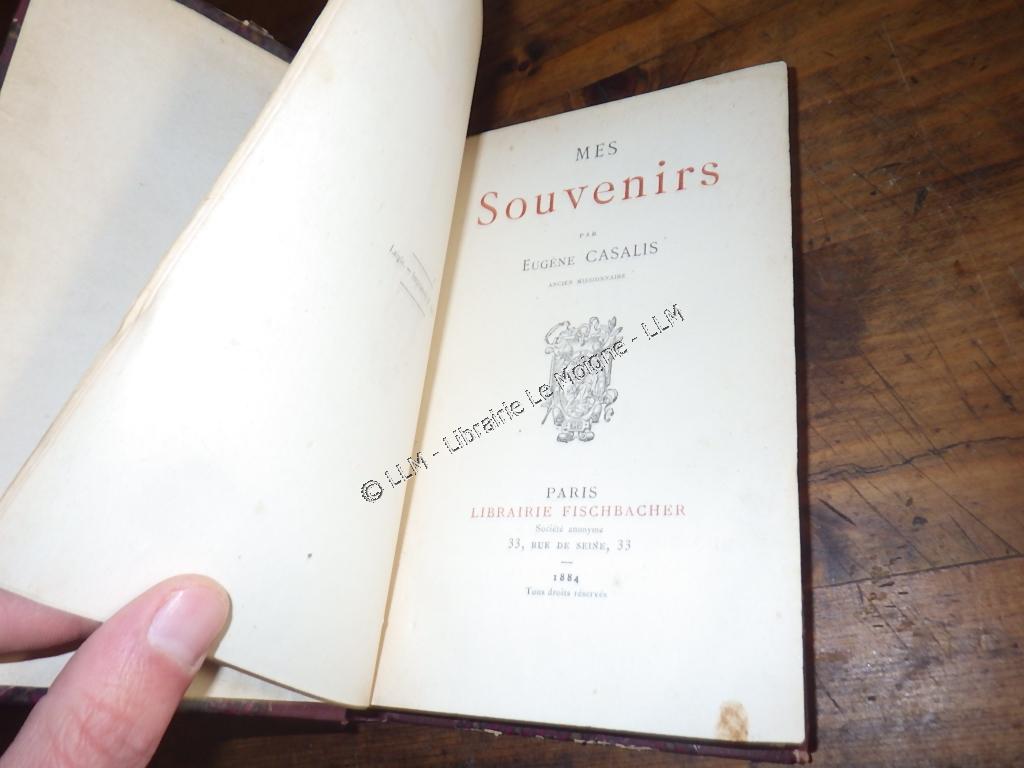 MES
Souvenirs
PAR
EUGÈNE CASALIS
ANCIEN MISSIONNAIRE
© LLM - Librairie Le Moigne - LLM
PARIS
LIBRAIRIE FISCHBACHER
Société anonyme
33, RUE DE SEINE, 33
1884
Tous droits réservés